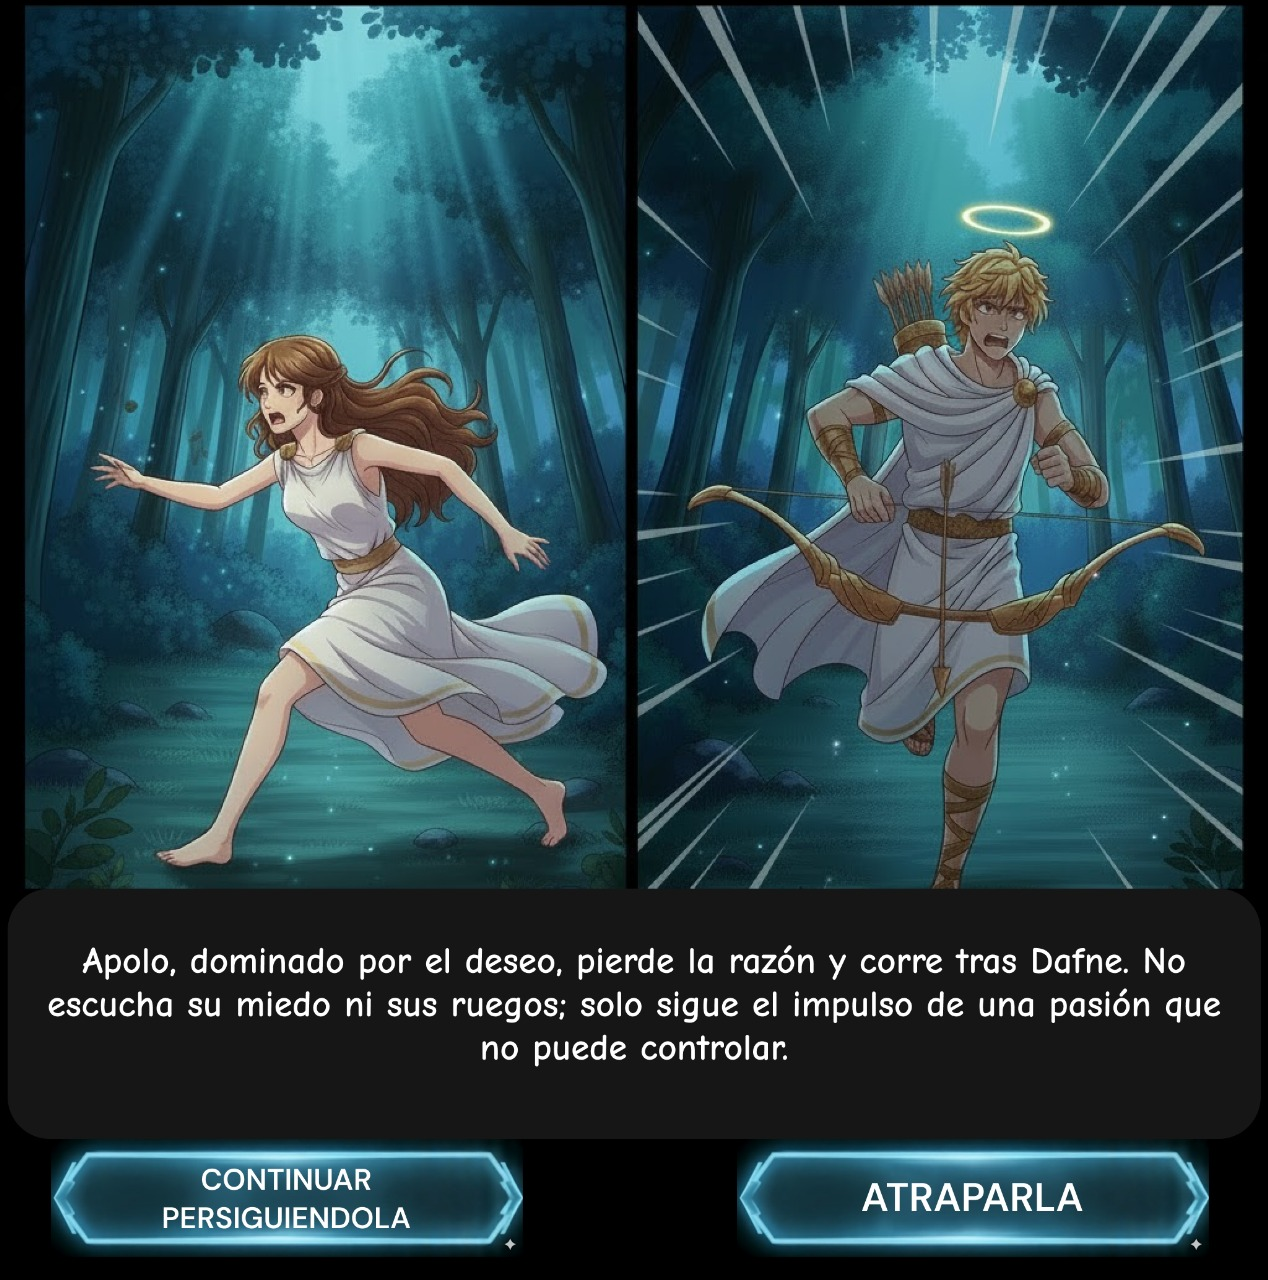 Apolo, dominado por el deseo, pierde la razón y corre tras Dafne. No
escucha su miedo ni sus ruegos; solo sigue el impulso de una pasión que
no puede controlar.
CONTINUAR
PERSIGUIENDOLA
ATRAPARLA